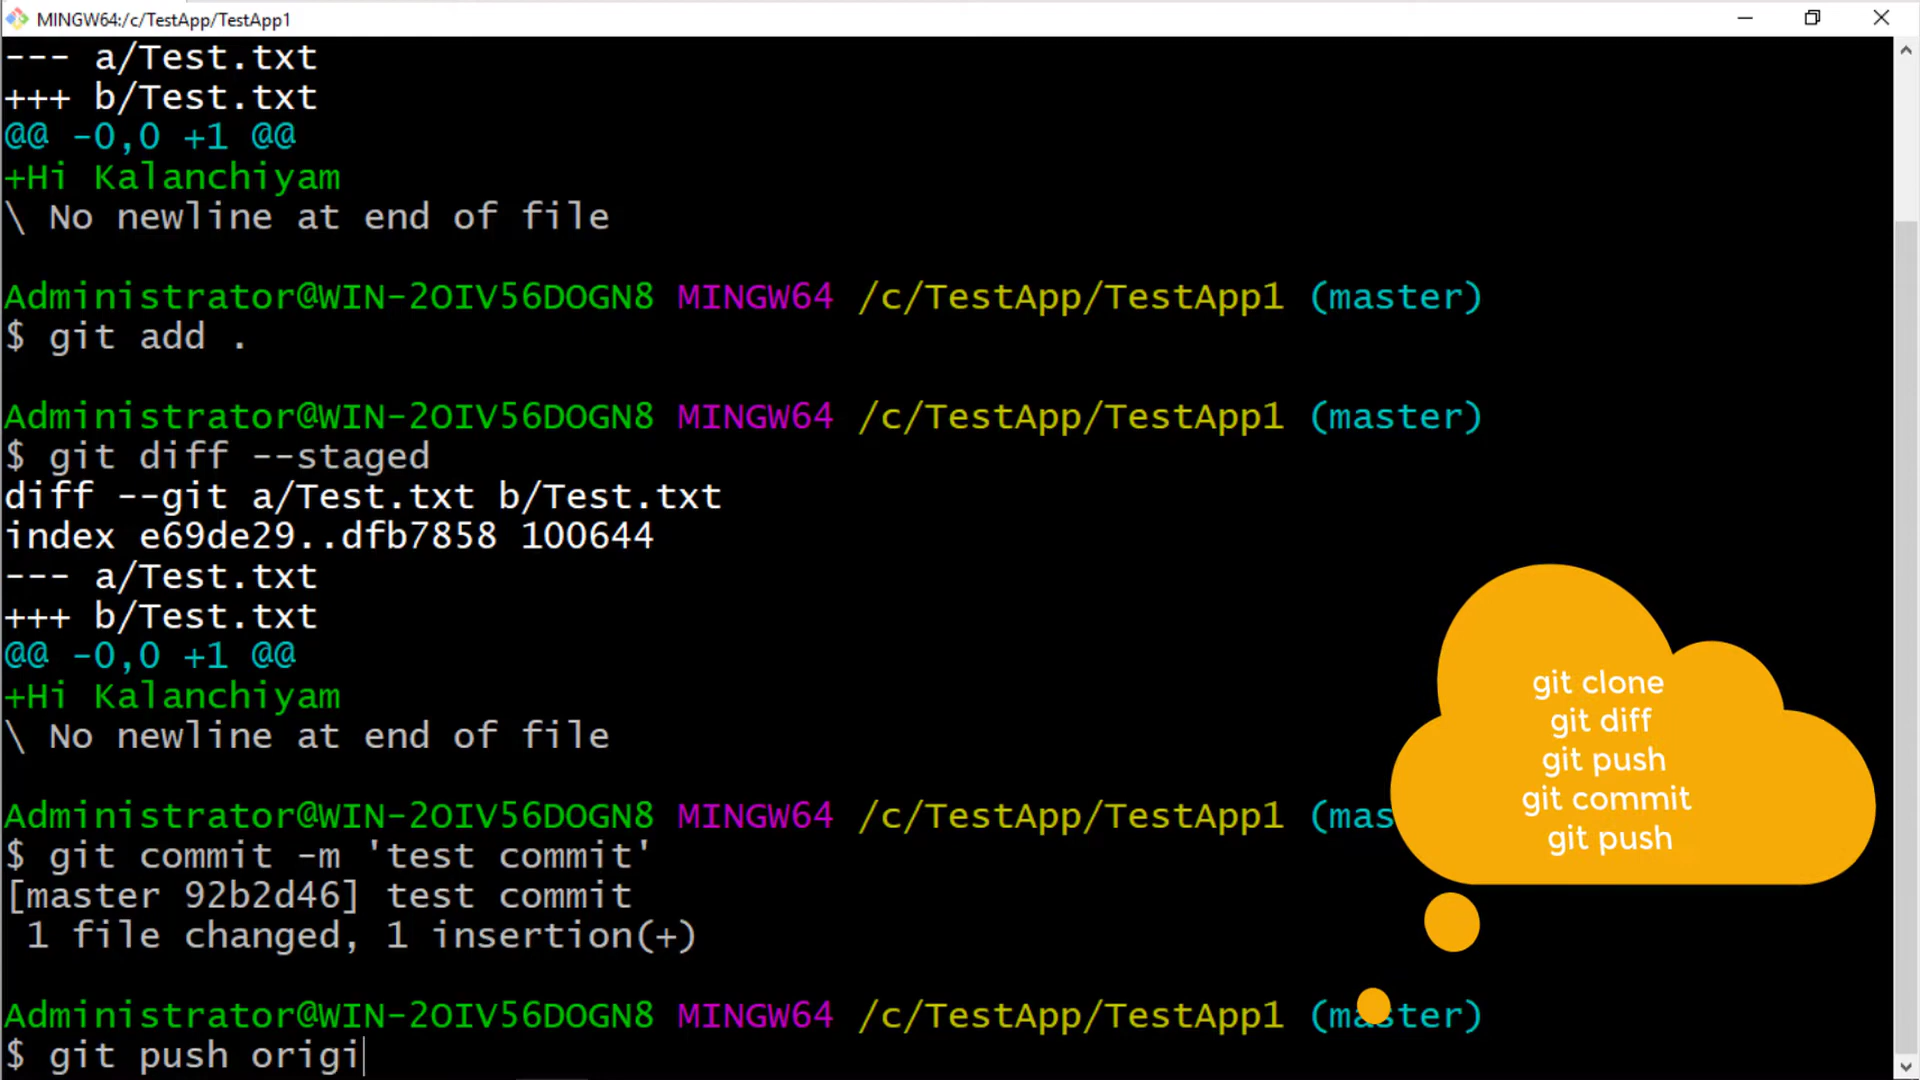 MINGW64:/c/TestApp/TestApp1
--- a/Test.txt
+++ b/Test.txt
@@ -0,0 +1 @@
+Hi Kalanchiyam
\ No newline at end of file
Administrator@WIN-2OIV56DOGN8 MINGW64 /c/TestApp/TestApp1 (master)
$ git add .
Administrator@WIN-2OIV56DOGN8 MINGW64 /c/TestApp/TestApp1 (master)
$ git diff --staged
diff --git a/Test.txt b/Test.txt
index e69de29..dfb7858 100644
--- a/Test.txt
+++ b/Test.txt
@@ -0,0 +1 @@
+Hi Kalanchiyam
\ No newline at end of file
Administrator@WIN-2OIV56DOGN8 MINGW64 /c/TestApp/TestApp1 (mas
$ git commit -m 'test commit'
[master 92b2d46] test commit
 1 file changed, 1 insertion(+)
Administrator@WIN-2OIV56DOGN8 MINGW64 /c/TestApp/TestApp1 (master)
$ git push origi
git clone
git diff
git push
git commit
git push